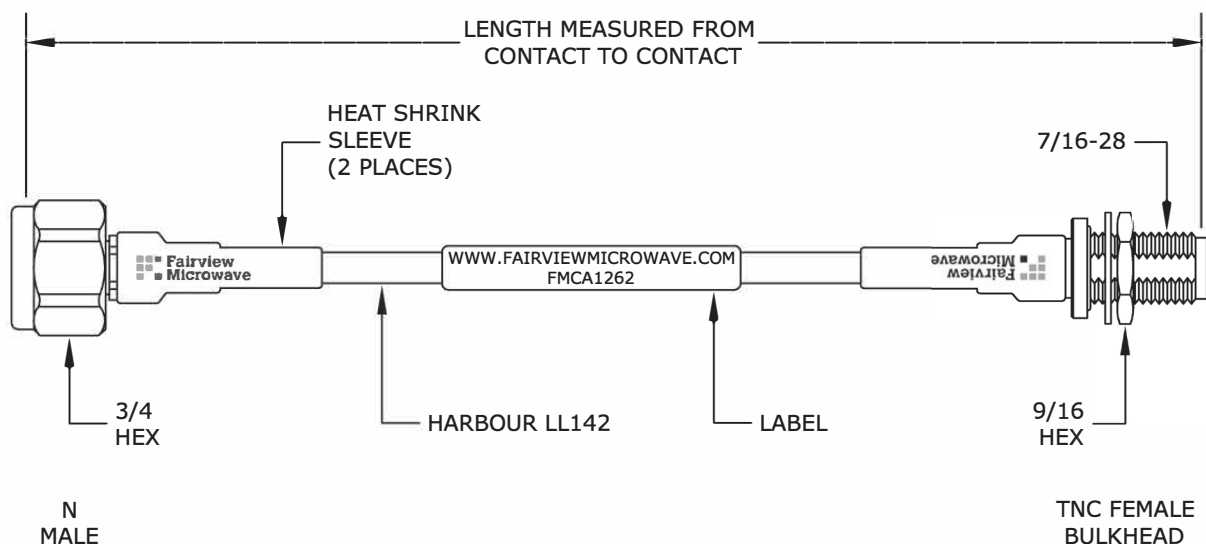 LENGTH MEASURED FROM
CONTACT TO CONTACT
HEAT SHRINK
SLEEVE
(2 PLACES)
7/16-28
Fairview
Microwave
WWW.FAIRVIEWMICROWAVE.COM
FMCA1262
Fairview
Microwave
3/4
HEX
HARBOUR LL142
LABEL
9/16
HEX
N
MALE
TNC FEMALE
BULKHEAD